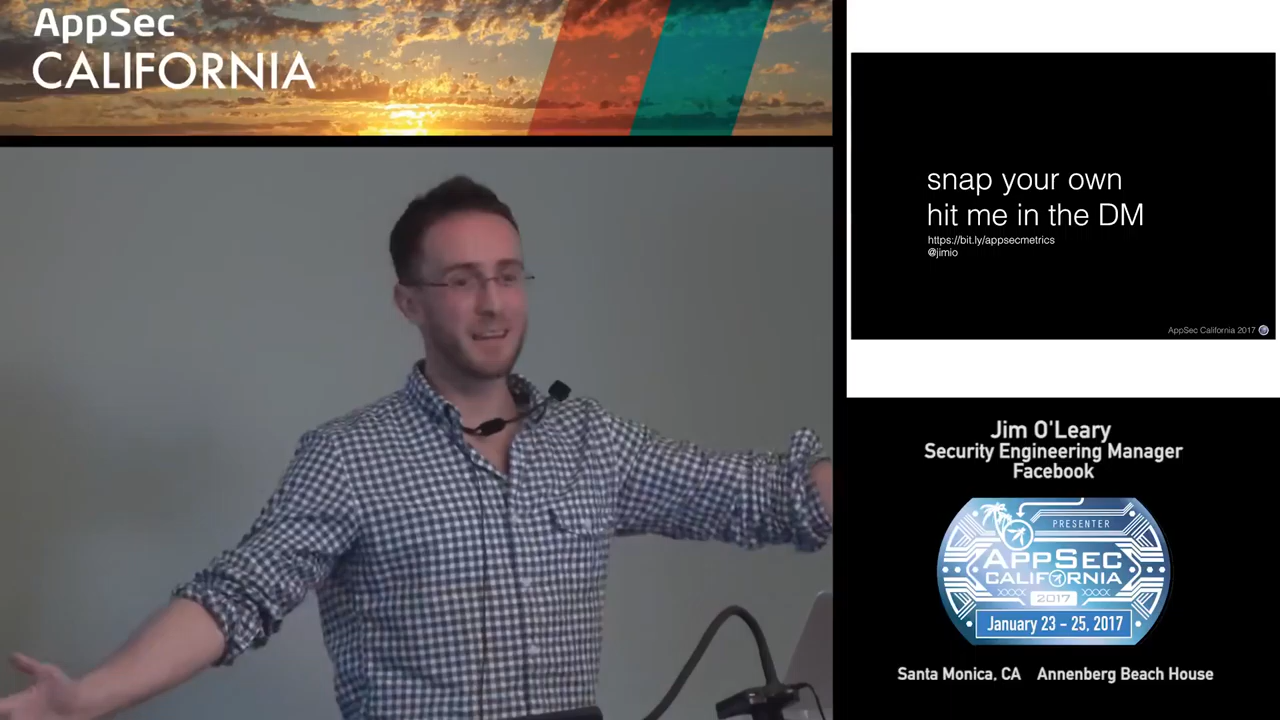 AppSec
CALIFORNIA
snap your own
hit me in the DM
https://bit.ly/appsecmetrics
@jimio
AppSec California 2017
Jim O'Leary
Security Engineering Manager
Facebook
PRESENTER
APPSEC
CALIFORNIA
XXXX 2017 XXXX
January 23 - 25, 2017
Santa Monica, CA Annenberg Beach House